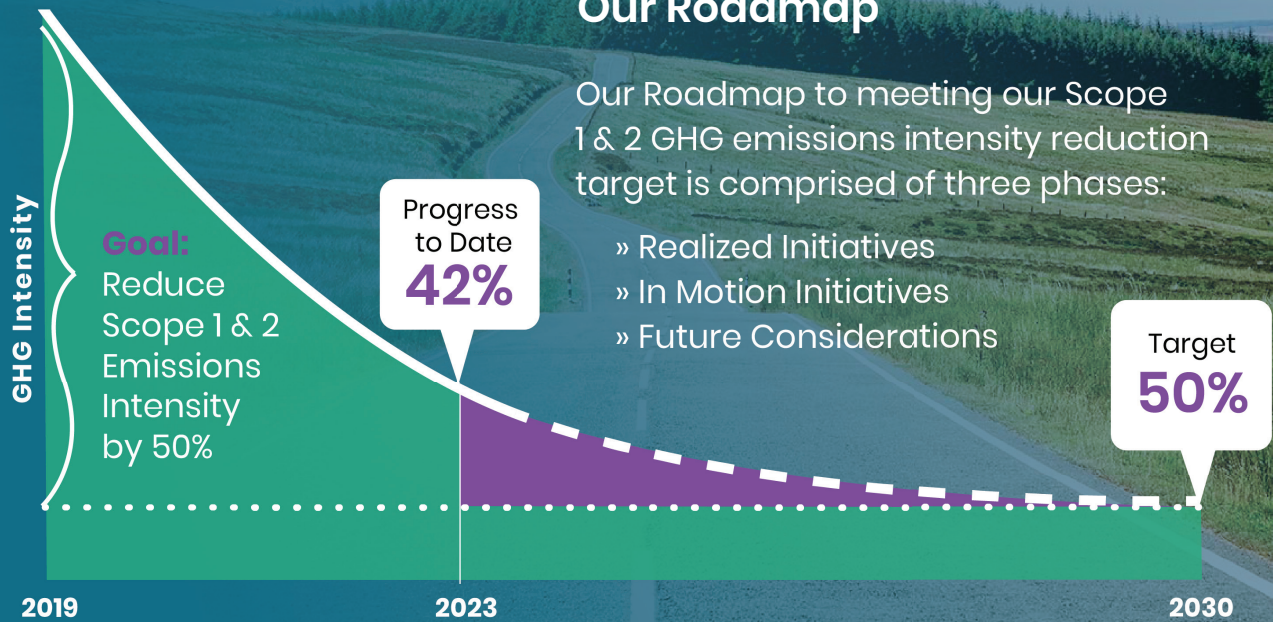 Our Roadmap
Our Roadmap to meeting our Scope
1 & 2 GHG emissions intensity reduction
target is comprised of three phases:
» Realized Initiatives
» In Motion Initiatives
» Future Considerations
GHG Intensity
Goal:
Reduce
Scope 1 & 2
Emissions
Intensity
by 50%
Progress
to Date
42%
Target
50%
2019
2023
2030